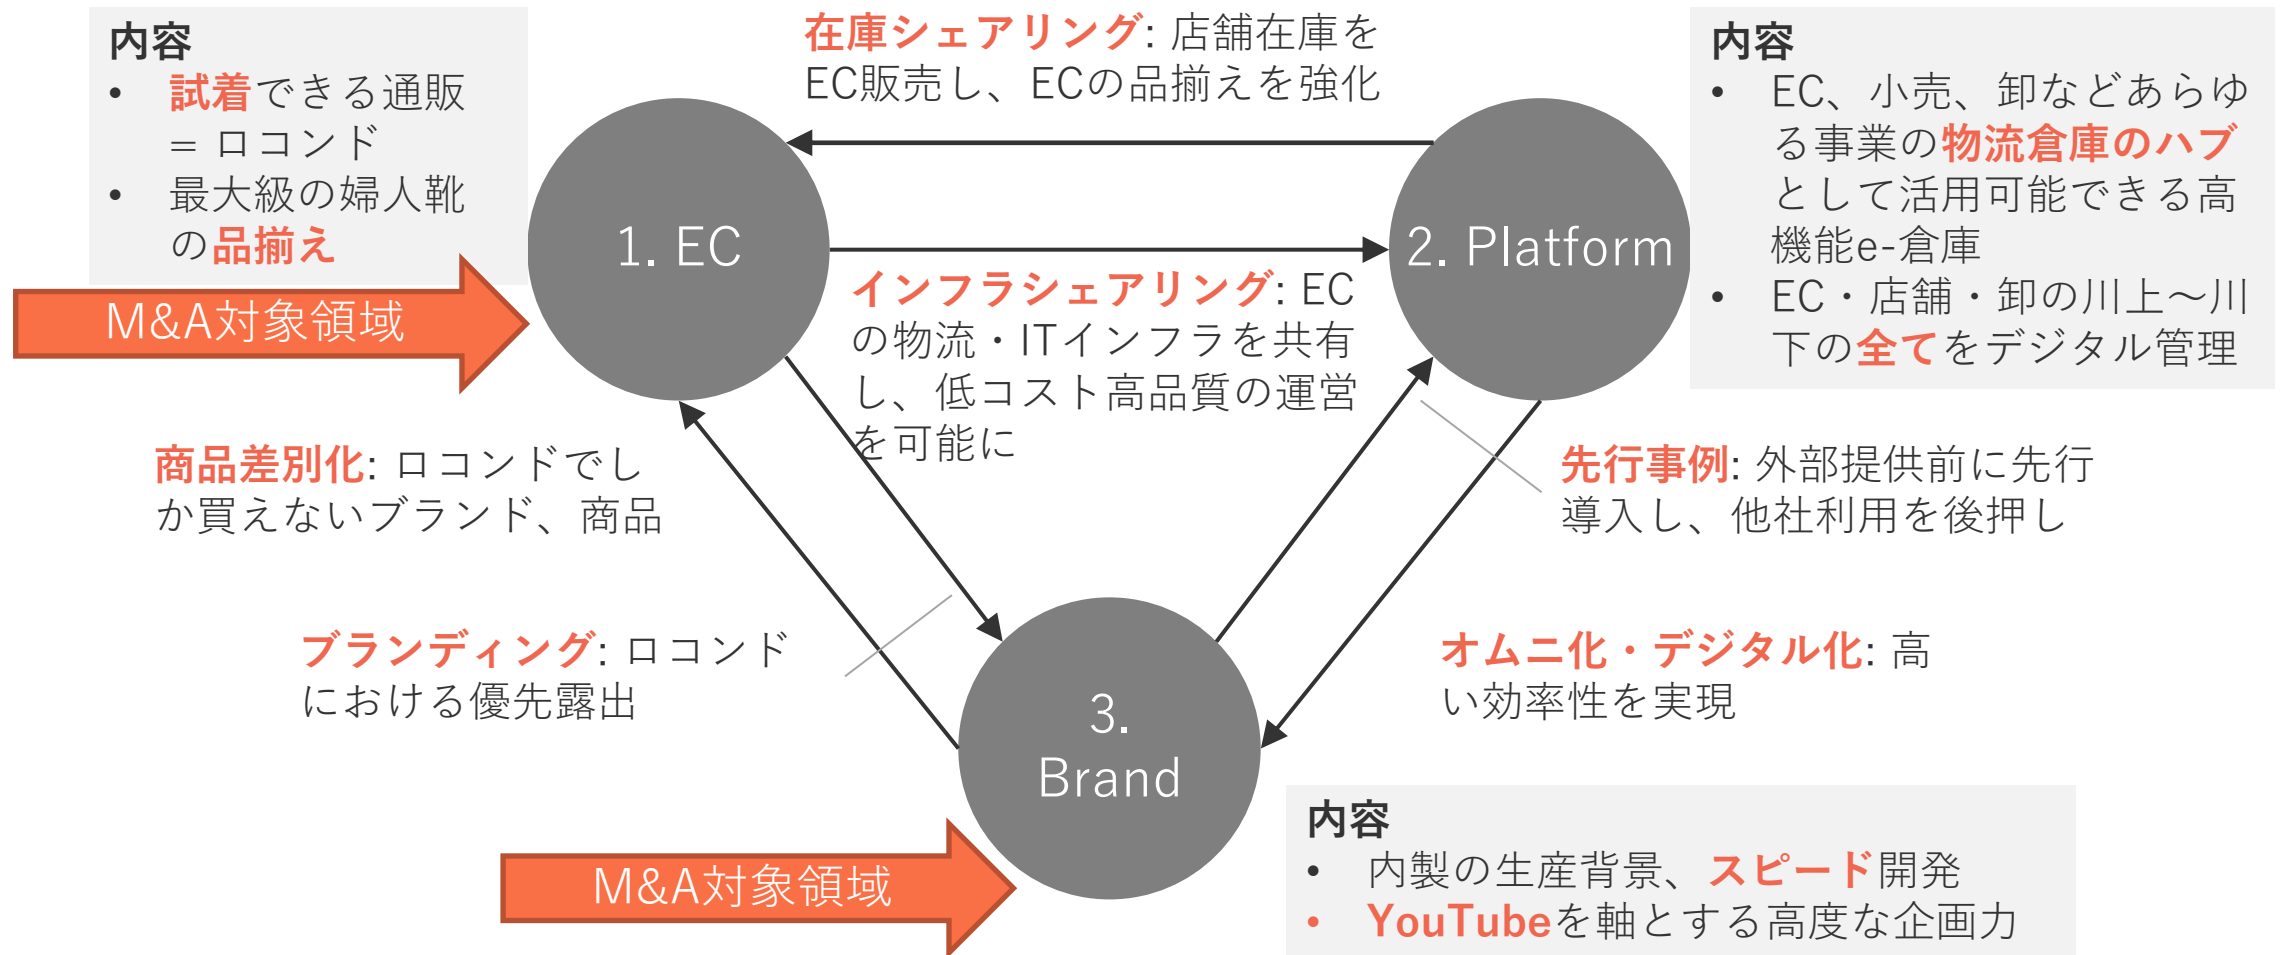 内容
• 試着できる通販
= ロコンド
• 最大級の婦人靴
の品揃え
M&A対象領域
在庫シェアリング: 店舗在庫を
EC販売し、ECの品揃えを強化
1. EC
2. Platform
内容
• EC、小売、卸などあらゆ
る事業の物流倉庫のハブ
として活用可能できる高
機能e-倉庫
• EC・店舗・卸の川上～川
下の全てをデジタル管理
インフラシェアリング: EC
の物流・ITインフラを共有
し、低コスト高品質の運営
を可能に
商品差別化: ロコンドでし
か買えないブランド、商品
先行事例: 外部提供前に先行
導入し、他社利用を後押し
ブランディング: ロコンド
における優先露出
オムニ化・デジタル化: 高
い効率性を実現
3.
Brand
M&A対象領域
内容
• 内製の生産背景、スピード開発
• YouTubeを軸とする高度な企画力